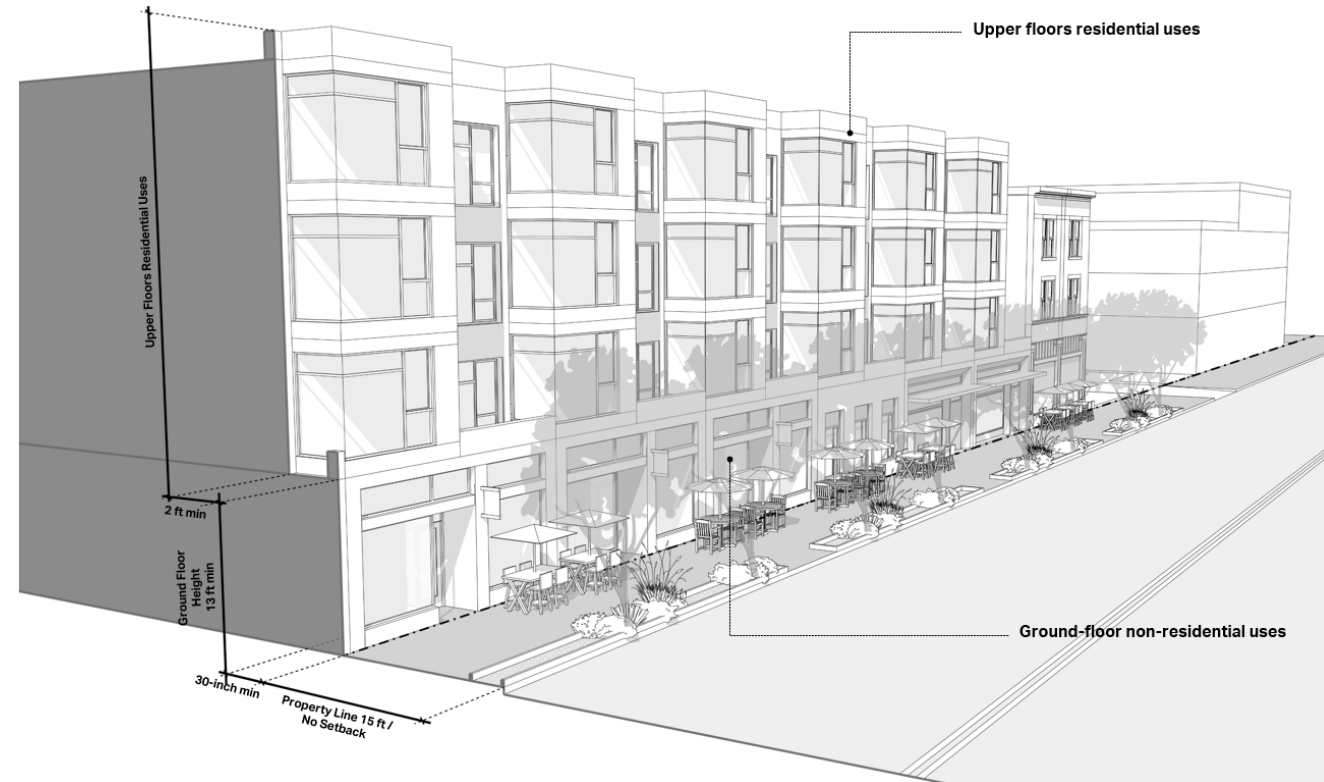 Upper floors residential uses
Upper Floors Residential Uses
2 ft min
Ground Floor
Height
13 ft min
Ground-floor non-residential uses
30-inch min
Property Line 15 ft /
No Setback